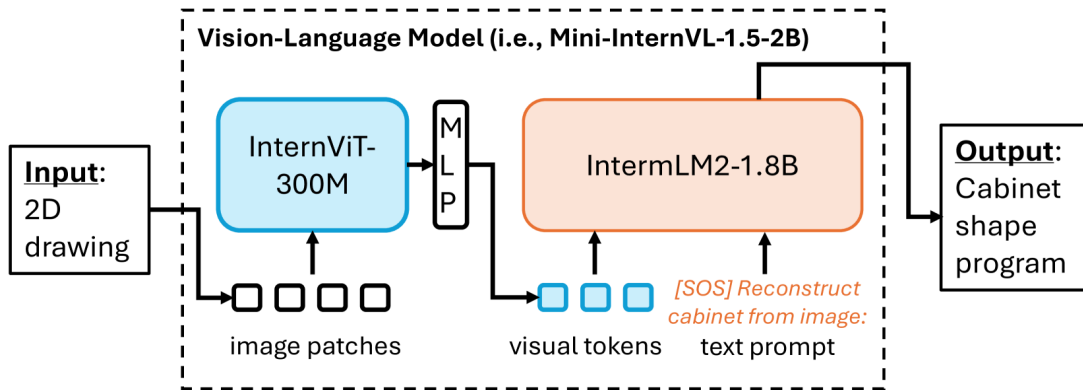 Vision-Language Model (i.e., Mini-InternVL-1.5-2B)
Input:
2D
drawing
InternViT-
300M
M
L
P
IntermLM2-1.8B
Output:
Cabinet
shape
program
[SOS] Reconstruct
cabinet from image:
image patches
visual tokens
text prompt